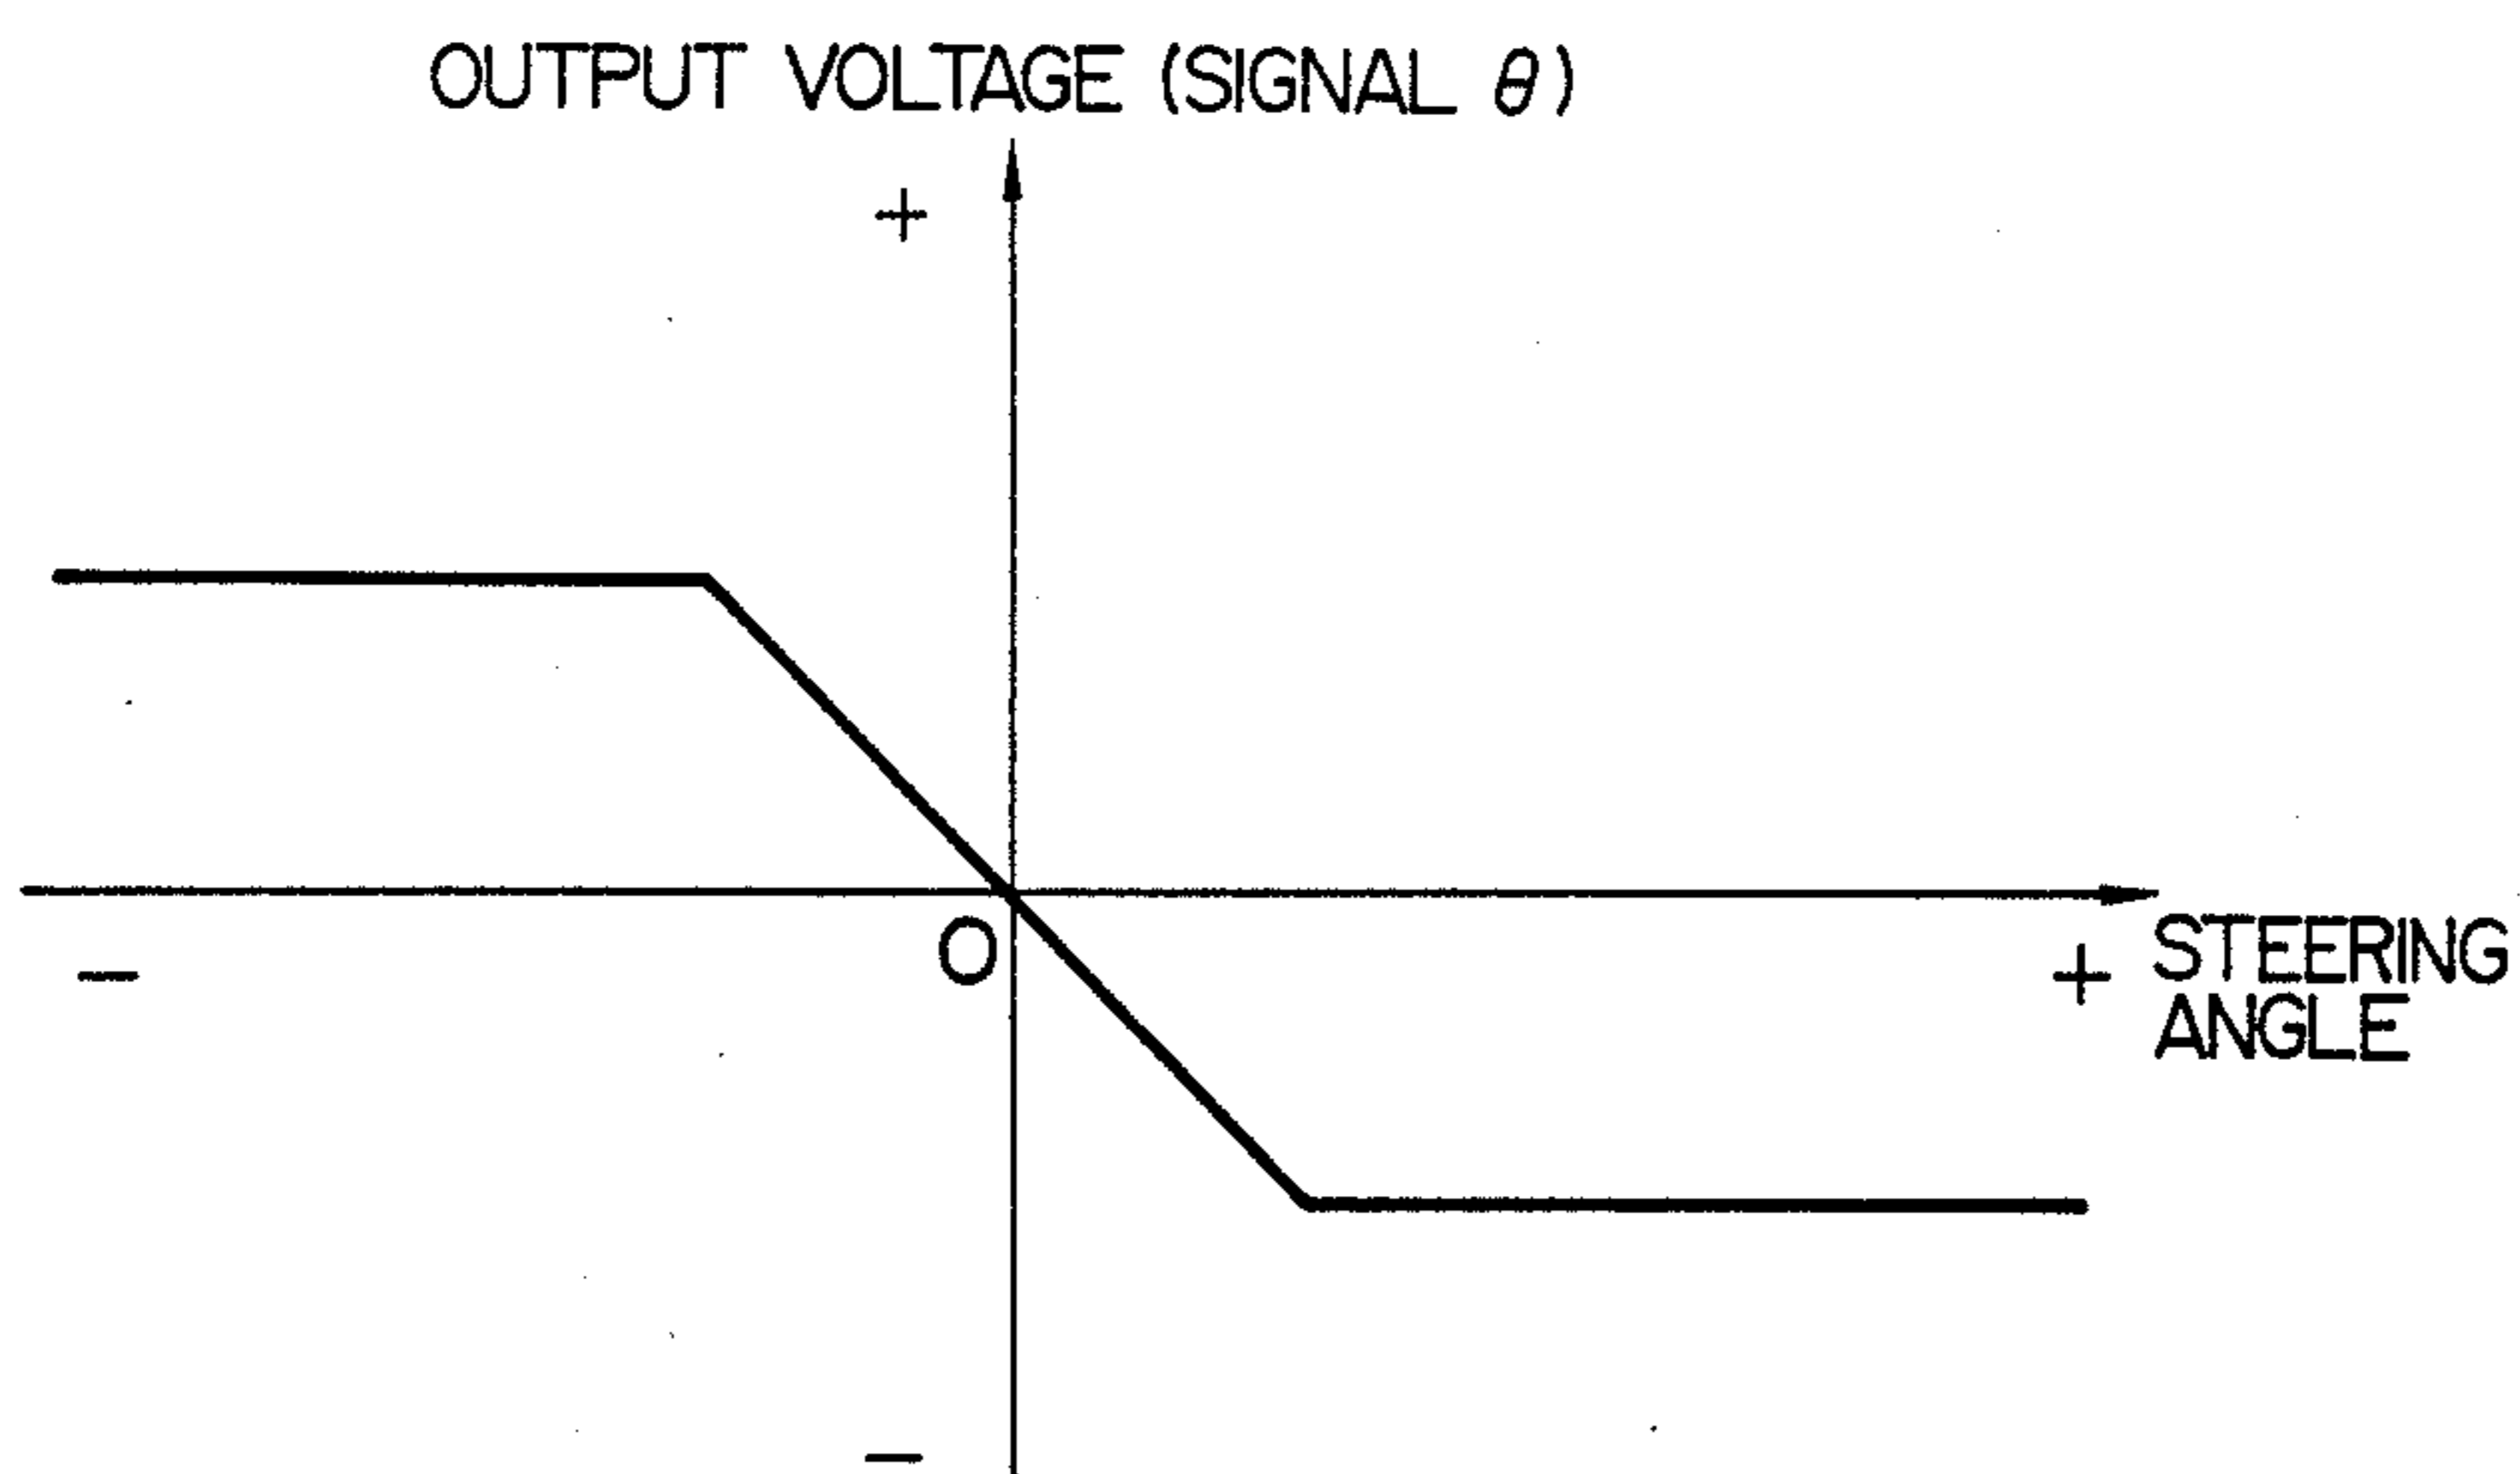 OUTPUT VOLTAGE (SIGNAL θ)
+
O
−
+ STEERING
ANGLE
−